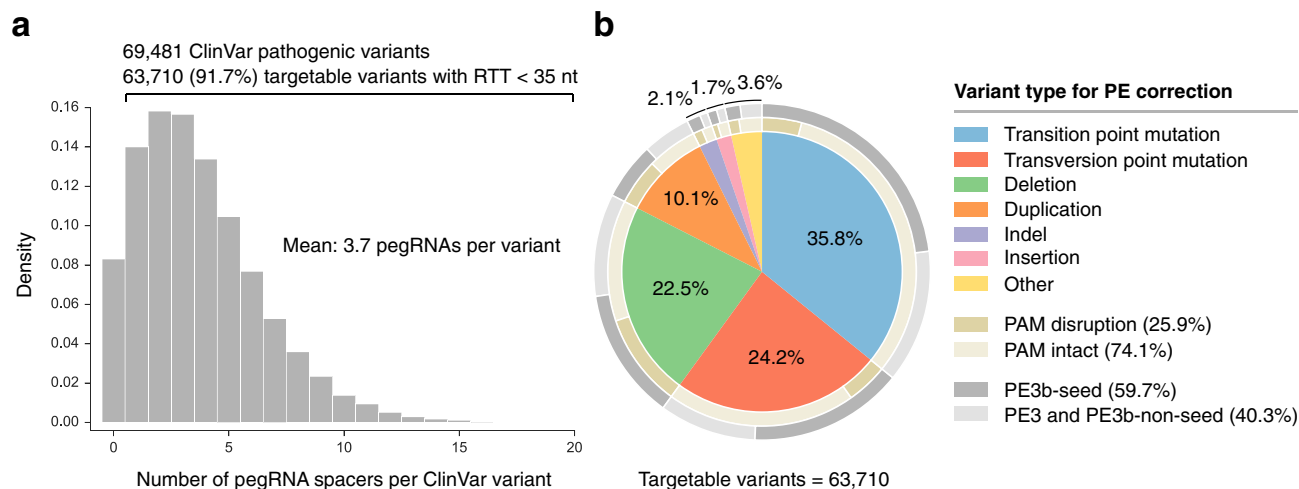 a
69,481 ClinVar pathogenic variants
63,710 (91.7%) targetable variants with RTT < 35 nt
0.16
0.14
0.12
0.10
0.08
0.06
0.04
0.02
0.00
Density
Mean: 3.7 pegRNAs per variant
0
5
10
15
20
Number of pegRNA spacers per ClinVar variant
b
2.1%
1.7%
3.6%
10.1%
35.8%
22.5%
24.2%
Targetable variants = 63,710
Variant type for PE correction
Transition point mutation
Transversion point mutation
Deletion
Duplication
Indel
Insertion
Other
PAM disruption (25.9%)
PAM intact (74.1%)
PE3b-seed (59.7%)
PE3 and PE3b-non-seed (40.3%)